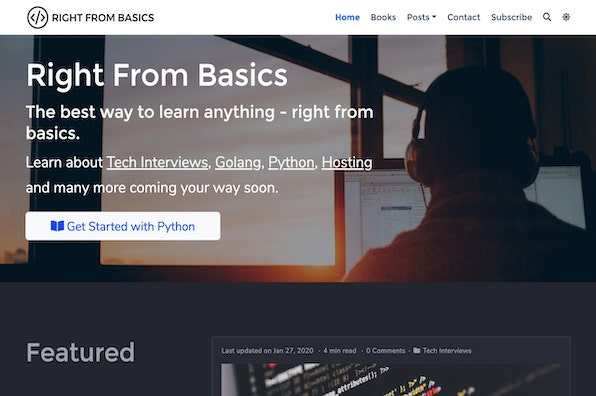 RIGHT FROM BASICS
Home Books Posts Contact Subscribe
Right From Basics
The best way to learn anything - right from
basics.
Learn about Tech Interviews, Golang, Python, Hosting
and many more coming your way soon.
Get Started with Python
Featured
Last updated on Jan 27, 2020 · 4 min read · 0 Comments · Tech Interviews
_attributes();